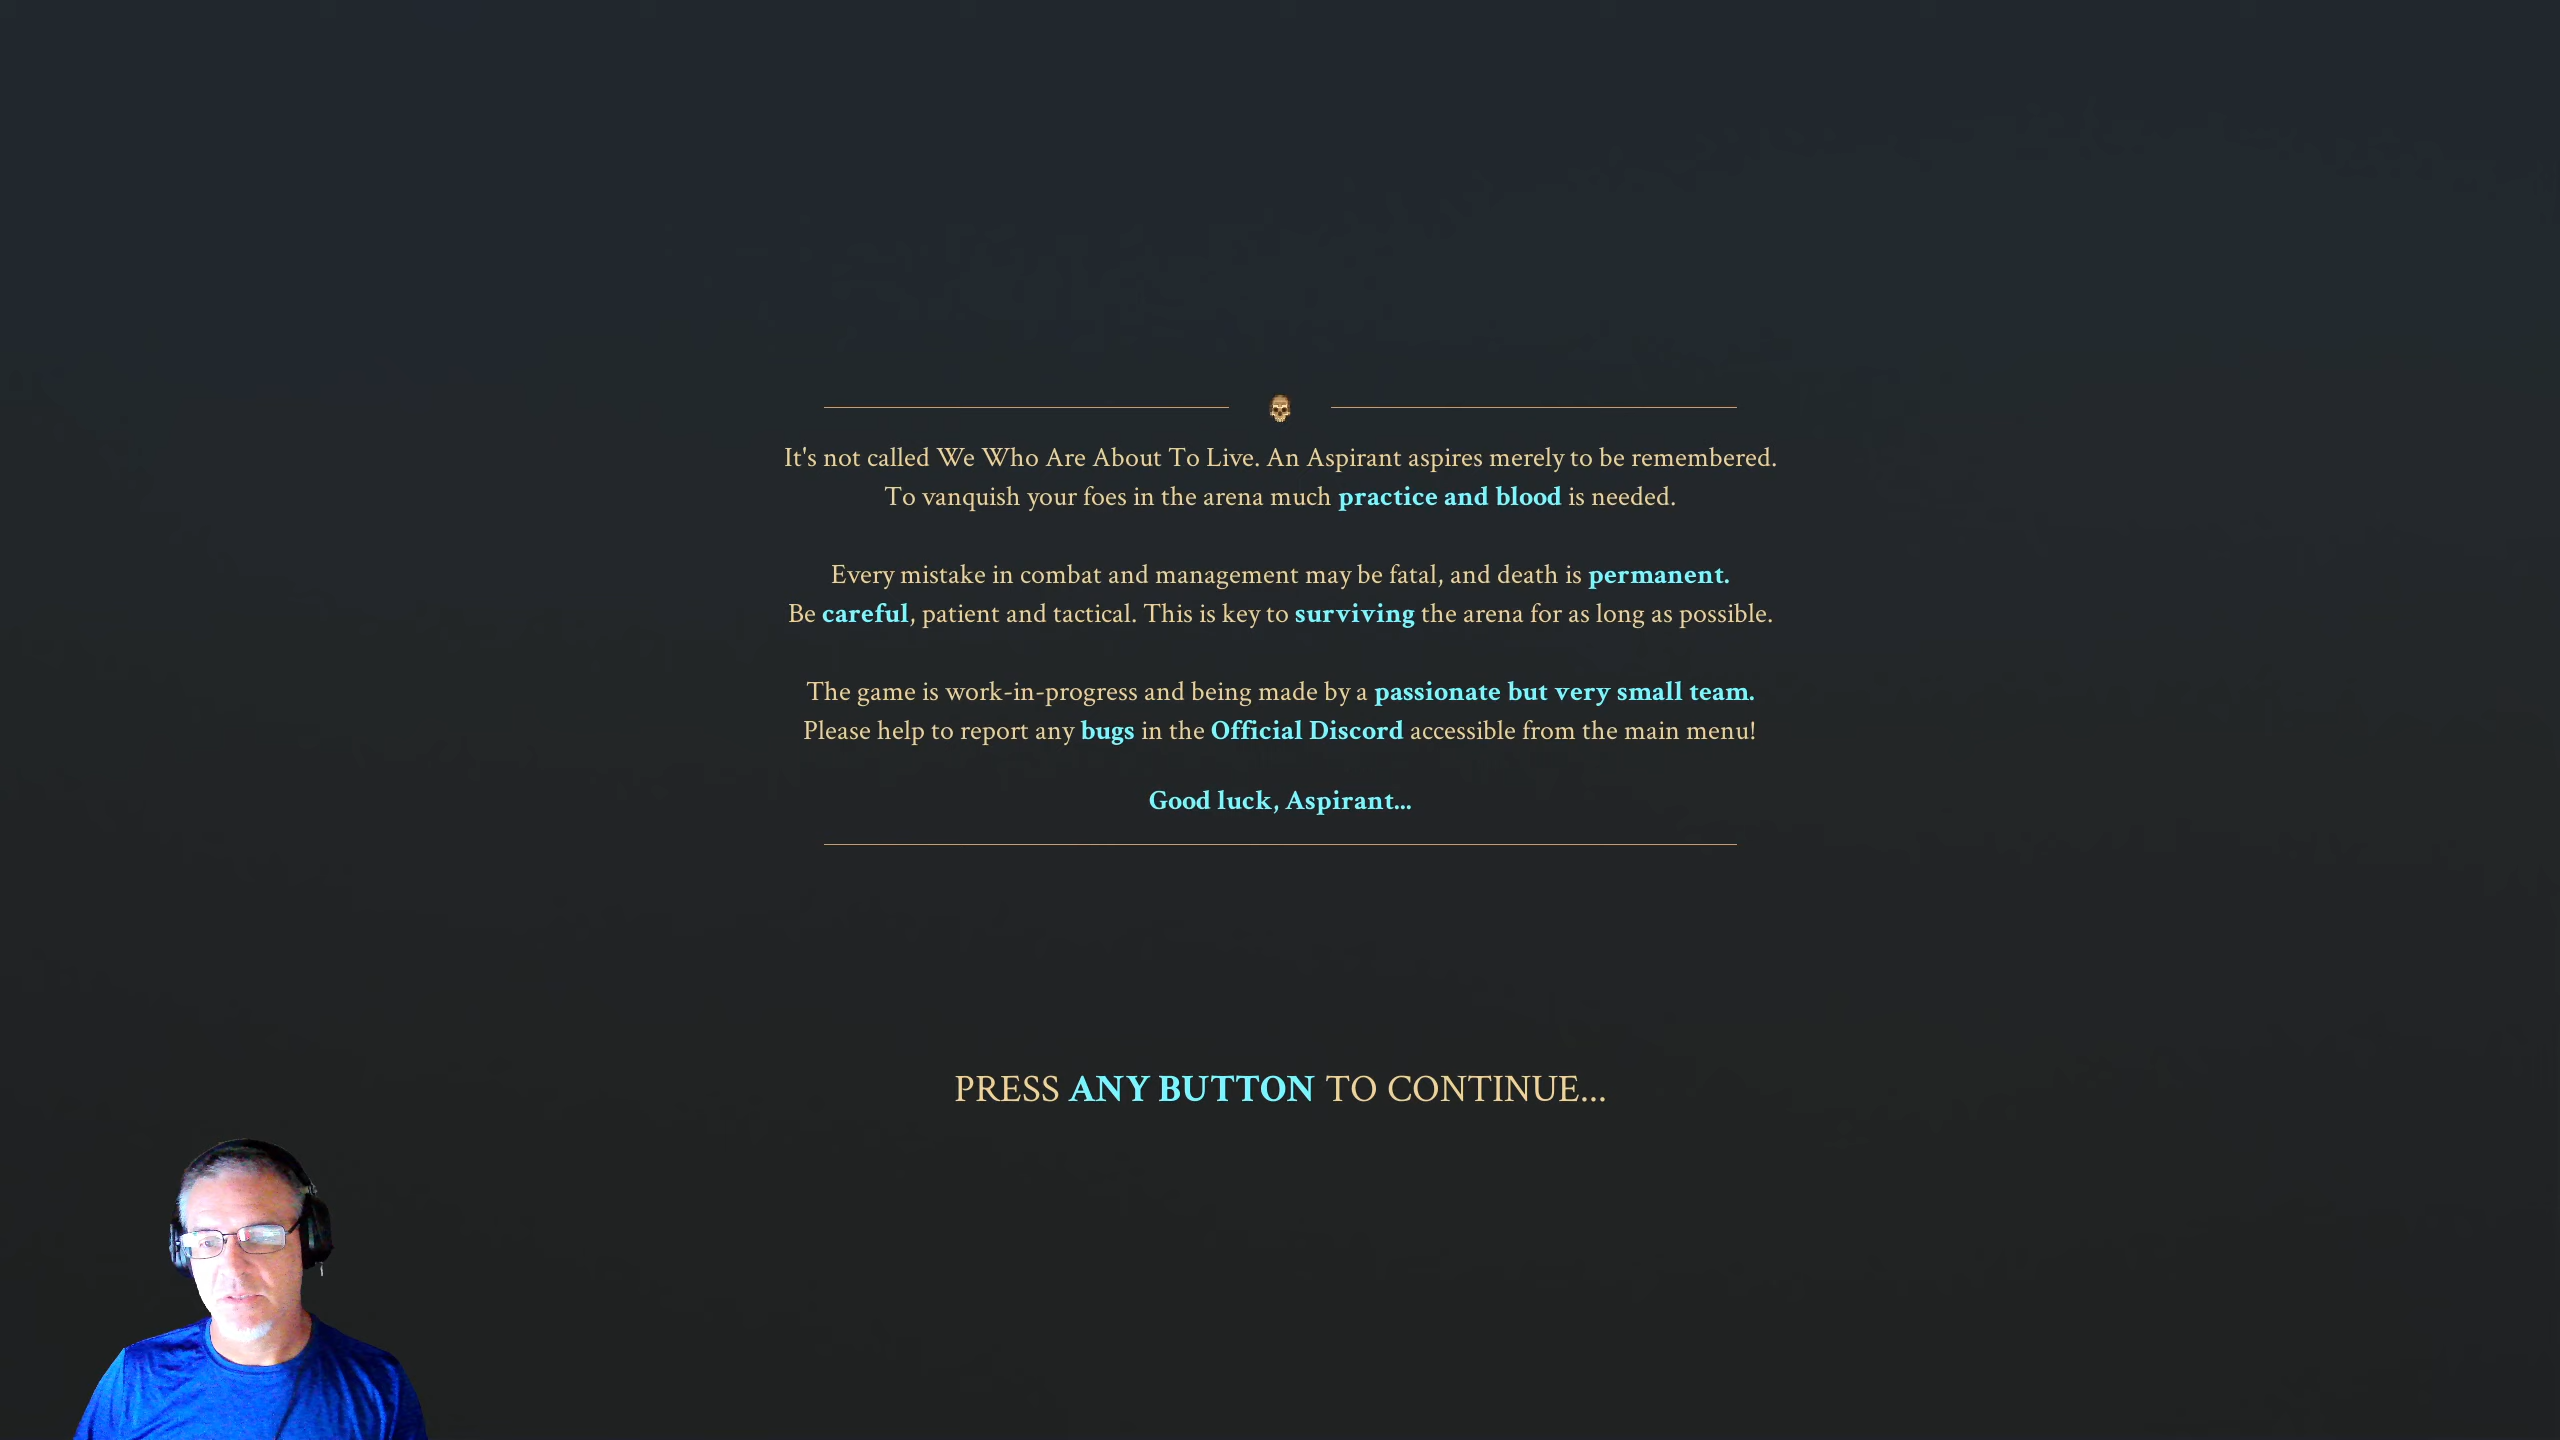 It's not called We Who Are About To Live. An Aspirant aspires merely to be remembered.
To vanquish your foes in the arena much practice and blood is needed.
Every mistake in combat and management may be fatal, and death is permanent.
Be careful, patient and tactical. This is key to surviving the arena for as long as possible.
The game is work-in-progress and being made by a passionate but very small team.
Please help to report any bugs in the Official Discord accessible from the main menu!
Good luck, Aspirant...
PRESS ANY BUTTON TO CONTINUE...